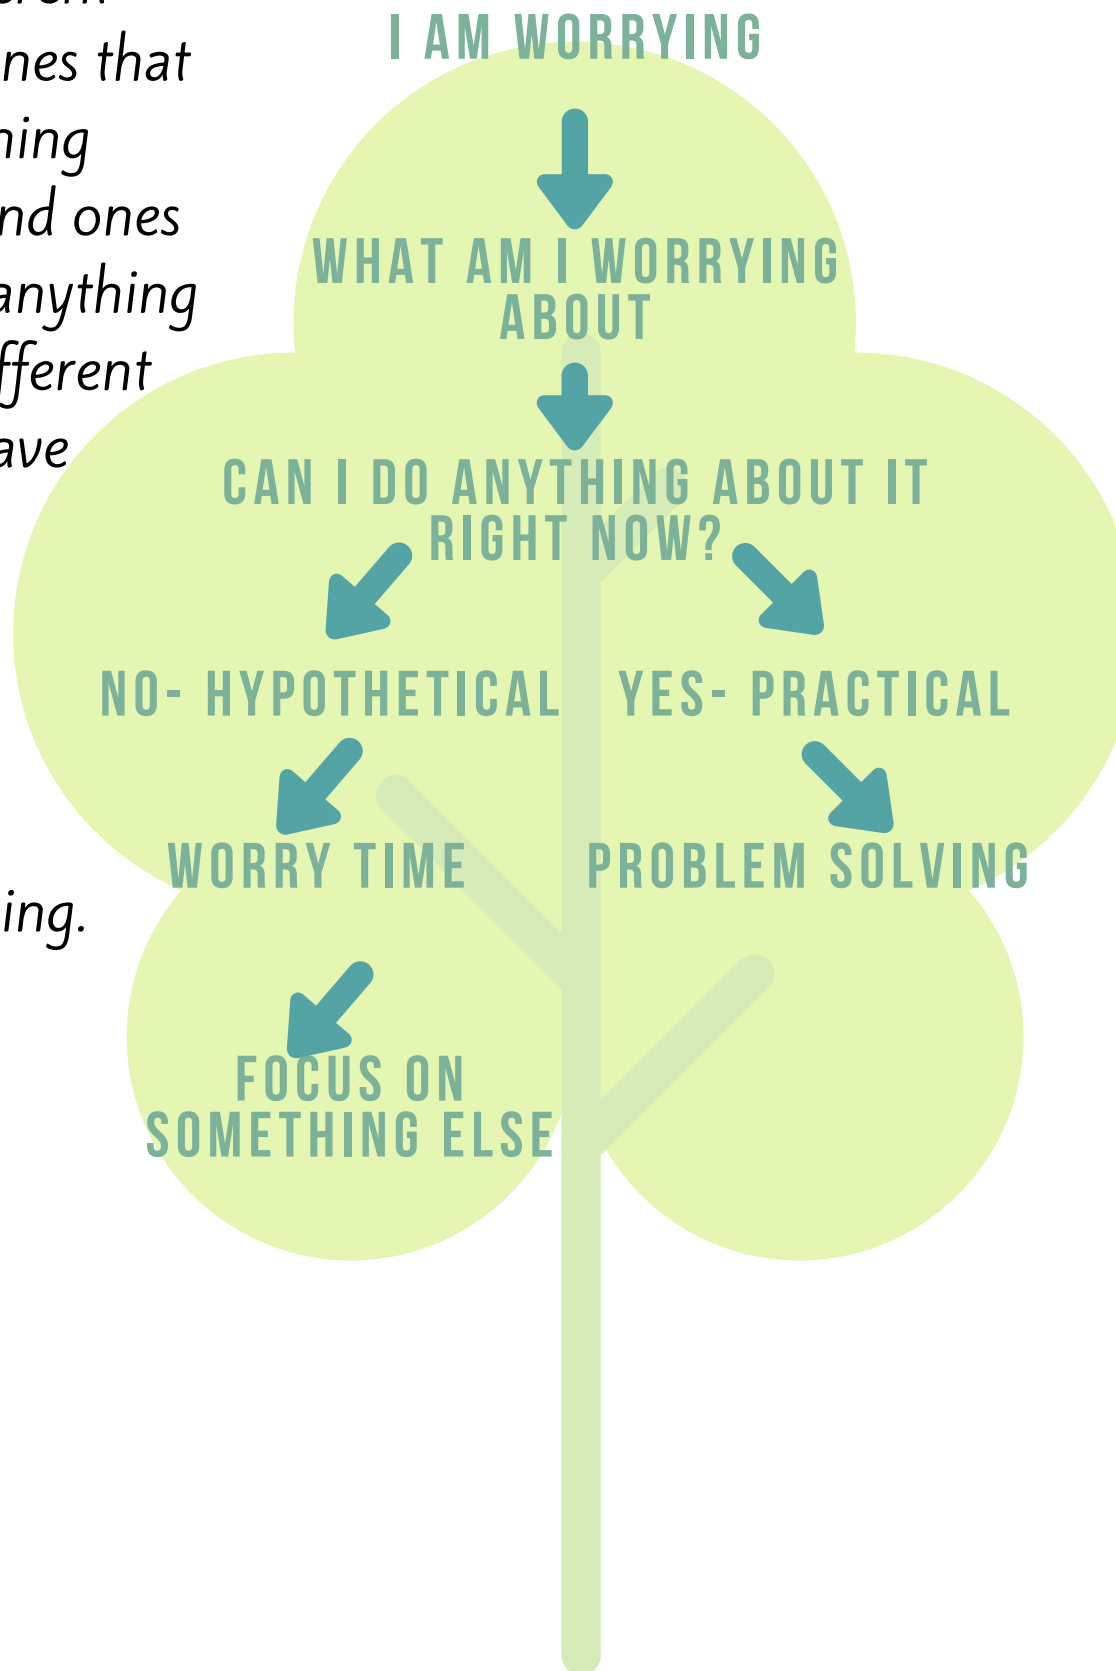 nes that
ning
nd ones
anything
fferent
ave
ing.
I AM WORRYING
WHAT AM I WORRYING
ABOUT
CAN I DO ANYTHING ABOUT IT
RIGHT NOW?
NO- HYPOTHETICAL YES- PRACTICAL
WORRY TIME PROBLEM SOLVING
FOCUS ON
SOMETHING ELSE